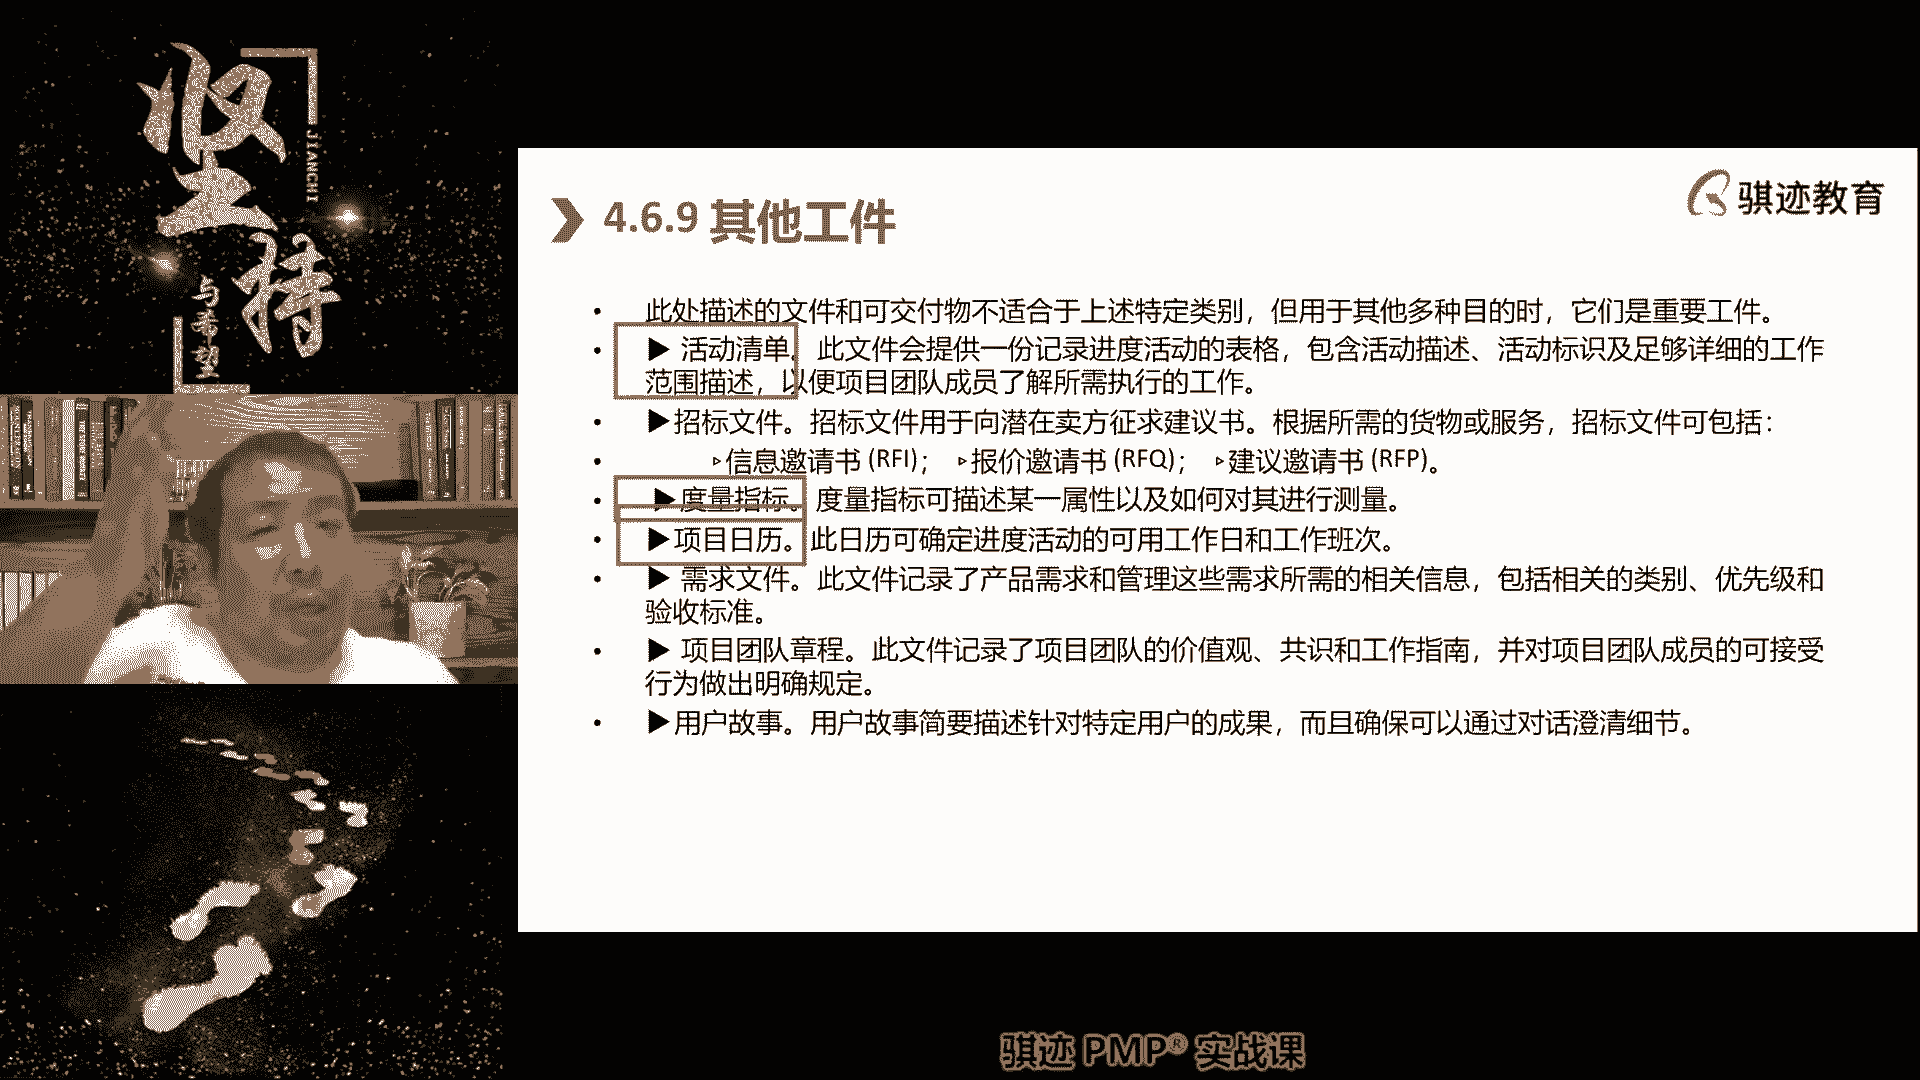 坚持
JIANCHI
与希望
4.6.9 其他工件
骐迹教育
• 此处描述的文件和可交付物不适合于上述特定类别，但用于其他多种目的时，它们是重要工件。
• ▶ 活动清单。此文件会提供一份记录进度活动的表格，包含活动描述、活动标识及足够详细的工作
范围描述，以便项目团队成员了解所需执行的工作。
• ▶招标文件。招标文件用于向潜在卖方征求建议书。根据所需的货物或服务，招标文件可包括：
• ▹信息邀请书 (RFI)； ▹报价邀请书 (RFQ)； ▹建议邀请书 (RFP)。
• ▶度量指标。度量指标可描述某一属性以及如何对其进行测量。
• ▶项目日历。此日历可确定进度活动的可用工作日和工作班次。
• ▶ 需求文件。此文件记录了产品需求和管理这些需求所需的相关信息，包括相关的类别、优先级和
验收标准。
• ▶ 项目团队章程。此文件记录了项目团队的价值观、共识和工作指南，并对项目团队成员的可接受
行为做出明确规定。
• ▶用户故事。用户故事简要描述针对特定用户的成果，而且确保可以通过对话澄清细节。
骐迹 PMP® 实战课